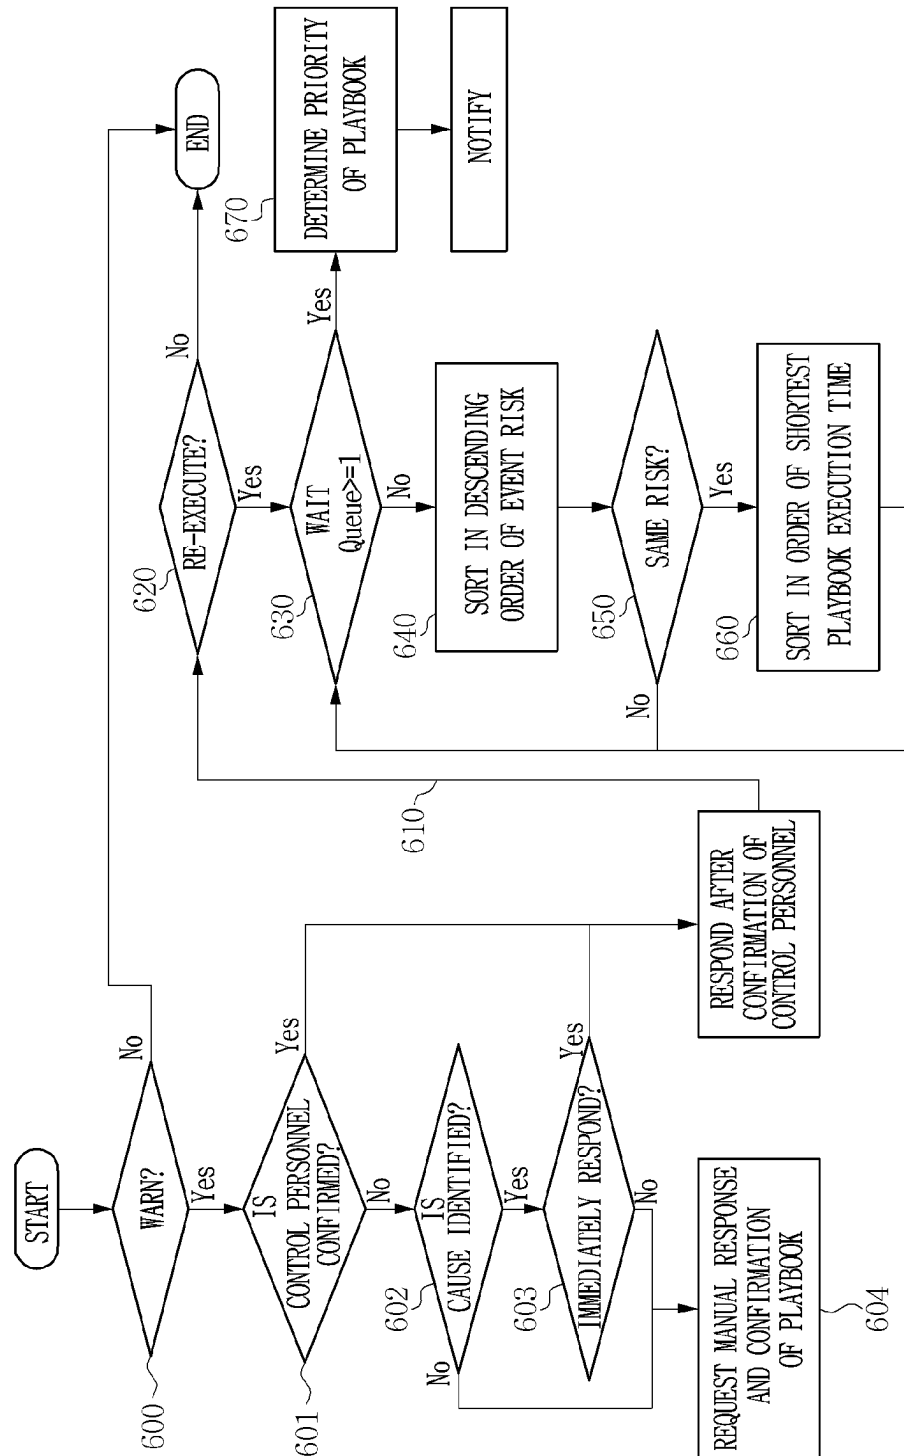 START
600
WARN?
No
Yes
601
IS
CONTROL PERSONNEL
CONFIRMED?
Yes
No
602
IS
CAUSE IDENTIFIED?
No
Yes
603
IMMEDIATELY RESPOND?
Yes
No
REQUEST MANUAL RESPONSE
AND CONFIRMATION
OF PLAYBOOK
604
RESPOND AFTER
CONFIRMATION OF
CONTROL PERSONNEL
610
620
RE-EXECUTE?
No
Yes
END
630
WAIT
Queue>=1
Yes
No
670
DETERMINE PRIORITY
OF PLAYBOOK
NOTIFY
640
SORT IN DESCENDING
ORDER OF EVENT RISK
650
SAME RISK?
No
Yes
660
SORT IN ORDER OF SHORTEST
PLAYBOOK EXECUTION TIME